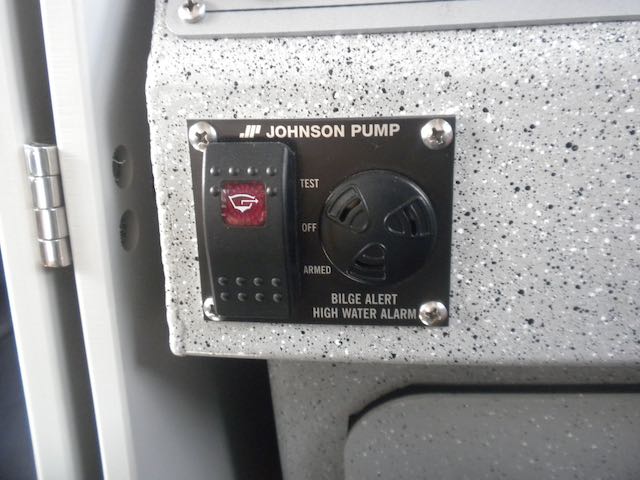 JOHNSON PUMP
TEST
OFF
ARMED
BILGE ALERT
HIGH WATER ALARM